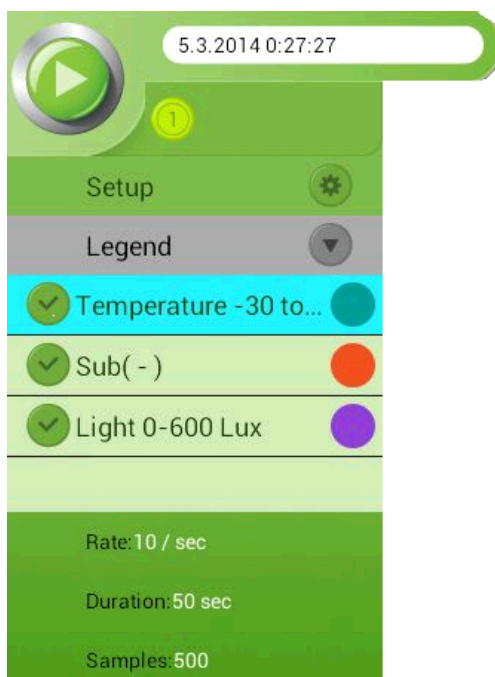 5.3.2014 0:27:27
1
Setup
Legend
Temperature -30 to...
Sub( - )
Light 0-600 Lux
Rate:10 / sec
Duration:50 sec
Samples:500